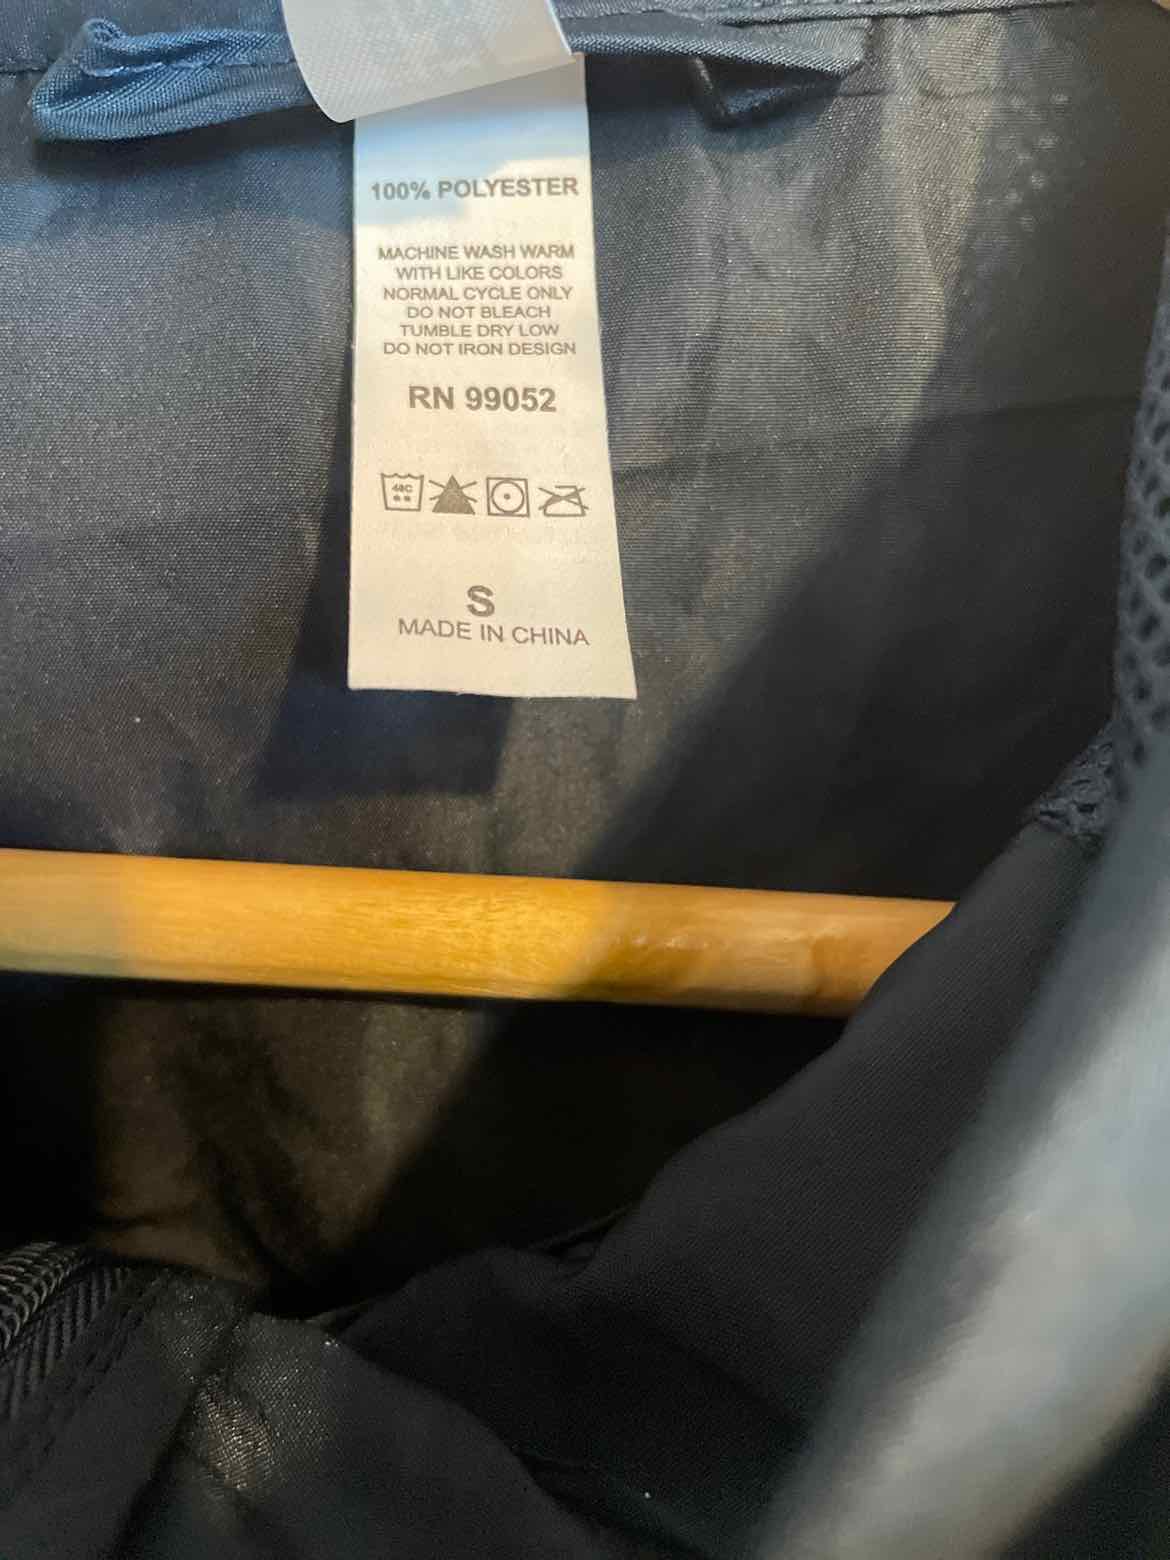 100% POLYESTER
MACHINE WASH WARM
WITH LIKE COLORS
NORMAL CYCLE ONLY
DO NOT BLEACH
TUMBLE DRY LOW
DO NOT IRON DESIGN
RN 99052
40C
S
MADE IN CHINA